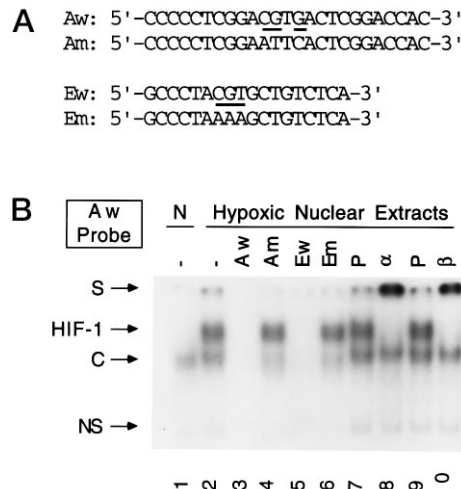 A
Aw: 5'-CCCCCTCGGACGTGACTCGGACCAC-3'
Am: 5'-CCCCCTCGGAATTCACTCGGACCAC-3'
Ew: 5'-GCCCTACGTGCTGTCTCA-3'
Em: 5'-GCCCTAAAAGCTGTCTCA-3'
B
Aw Probe
N Hypoxic Nuclear Extracts
- - Aw Am Ew Em P α P β
S
HIF-1
C
NS
1 2 3 4 5 6 7 8 9 0